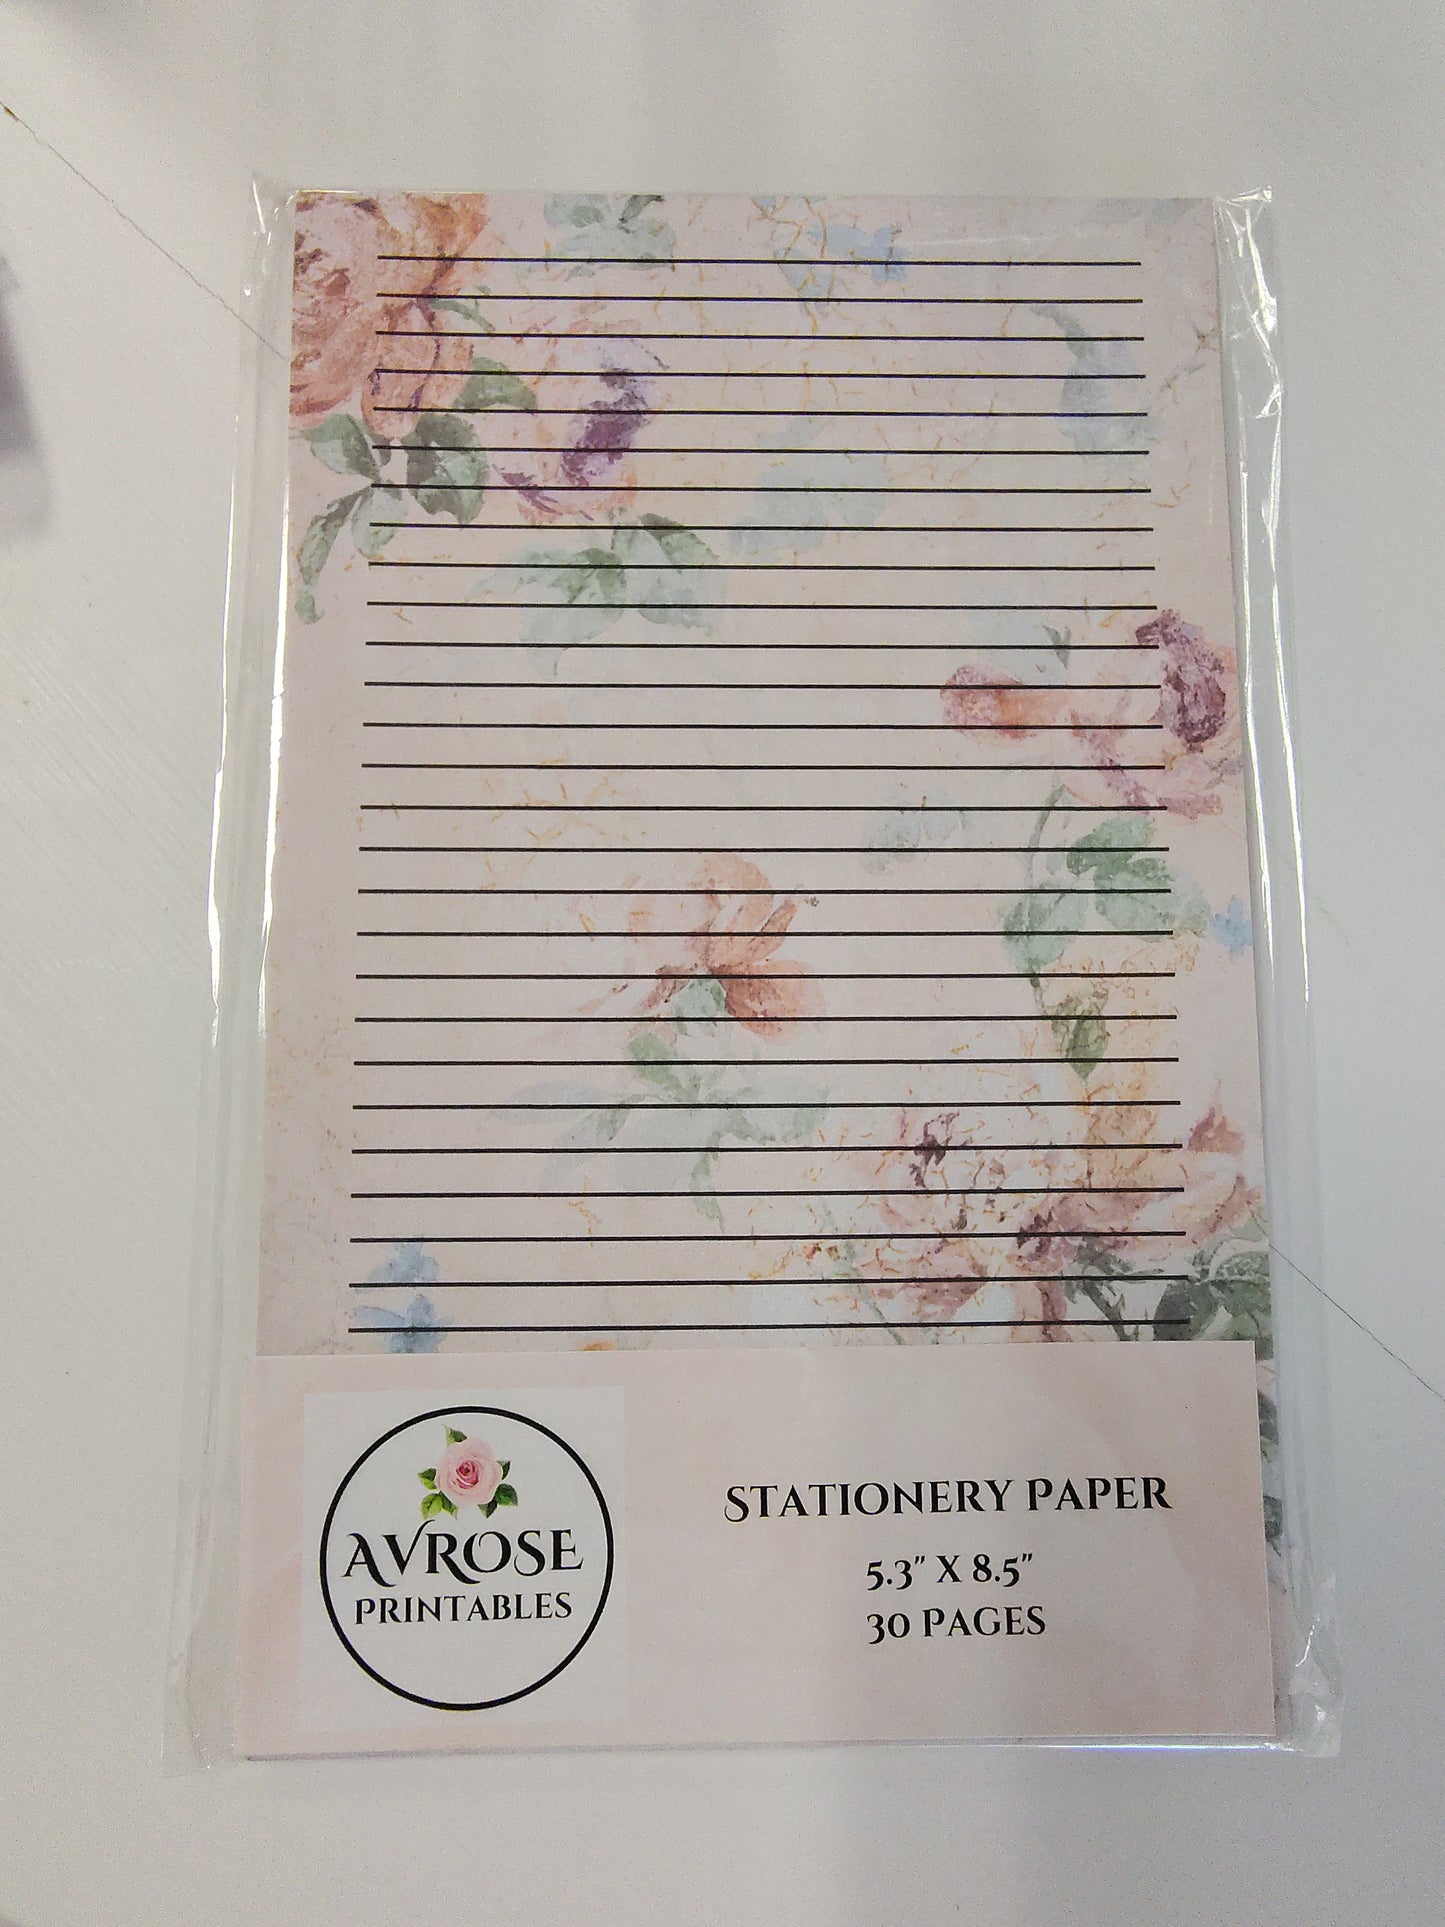 AVROSE
PRINTABLES
STATIONERY PAPER
5.3" X 8.5"
30 PAGES